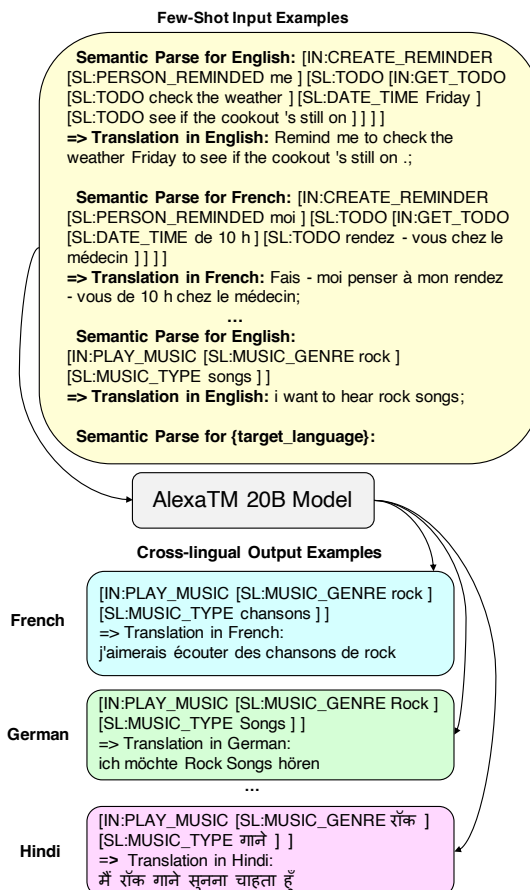 Few-Shot Input Examples
Semantic Parse for English: [IN:CREATE_REMINDER
[SL:PERSON_REMINDED me ] [SL:TODO [IN:GET_TODO
[SL:TODO check the weather ] [SL:DATE_TIME Friday ]
[SL:TODO see if the cookout 's still on ] ] ] ]
=> Translation in English: Remind me to check the
weather Friday to see if the cookout 's still on .;
Semantic Parse for French: [IN:CREATE_REMINDER
[SL:PERSON_REMINDED moi ] [SL:TODO [IN:GET_TODO
[SL:DATE_TIME de 10 h ] [SL:TODO rendez - vous chez le
médecin ] ] ] ]
=> Translation in French: Fais - moi penser à mon rendez
- vous de 10 h chez le médecin;
...
Semantic Parse for English:
[IN:PLAY_MUSIC [SL:MUSIC_GENRE rock ]
[SL:MUSIC_TYPE songs ] ]
=> Translation in English: i want to hear rock songs;
Semantic Parse for {target_language}:
AlexaTM 20B Model
Cross-lingual Output Examples
French
[IN:PLAY_MUSIC [SL:MUSIC_GENRE rock ]
[SL:MUSIC_TYPE chansons ] ]
=> Translation in French:
j'aimerais écouter des chansons de rock
German
[IN:PLAY_MUSIC [SL:MUSIC_GENRE Rock ]
[SL:MUSIC_TYPE Songs ] ]
=> Translation in German:
ich möchte Rock Songs hören
...
Hindi
[IN:PLAY_MUSIC [SL:MUSIC_GENRE रॉक ]
[SL:MUSIC_TYPE गाने ] ]
=> Translation in Hindi:
मैं रॉक गाने सुनना चाहता हूँ